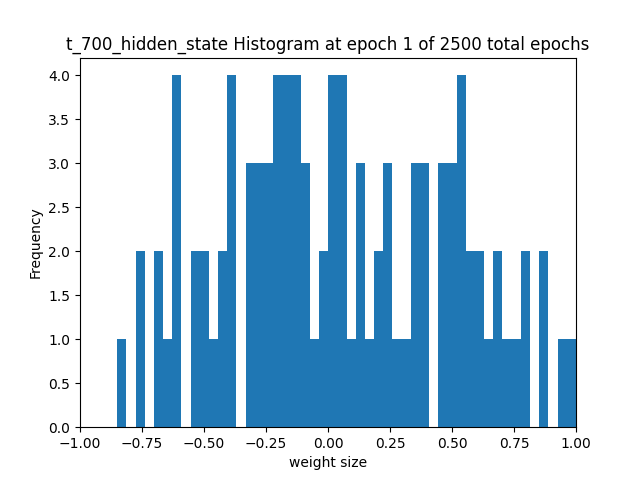 t_700_hidden_state Histogram at epoch 1 of 2500 total epochs
4.0
3.5
3.0
2.5
2.0
1.5
1.0
0.5
0.0
Frequency
−1.00 −0.75 −0.50 −0.25 0.00 0.25 0.50 0.75 1.00
weight size